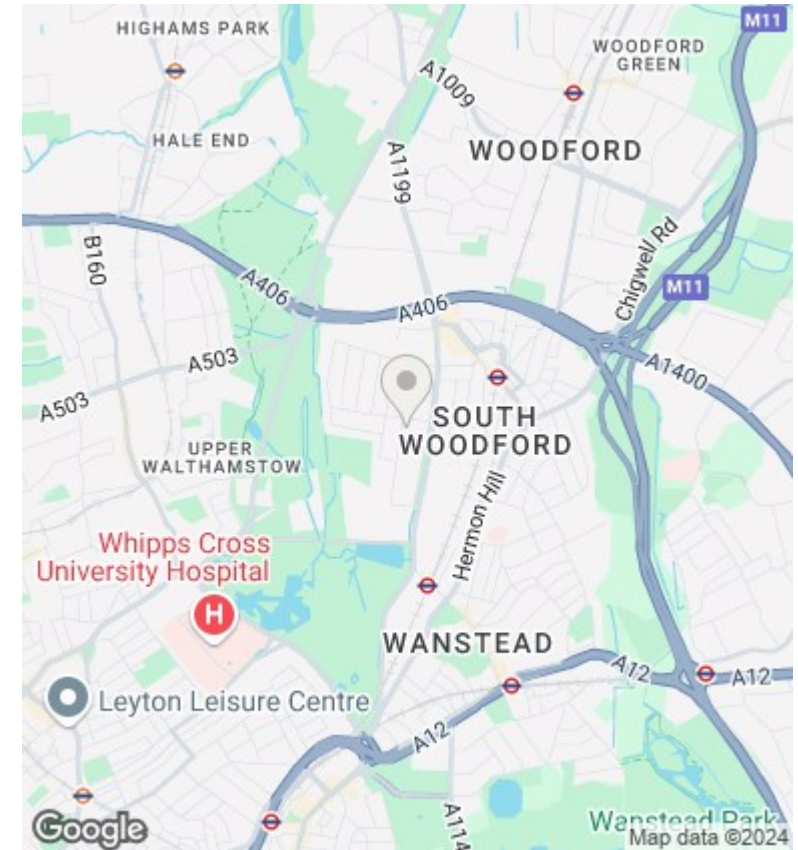 M11
HIGHAMS PARK
WOODFORD
GREEN
A1009
HALE END
WOODFORD
A1199
B160
Chigwell Rd
A406
M11
A406
A503
A1400
A503
SOUTH
WOODFORD
UPPER
WALTHAMSTOW
Hermon Hill
Whipps Cross
University Hospital
H
WANSTEAD
A12
A12
Leyton Leisure Centre
A12
A114
Google
Wanstead Park
Map data ©2024